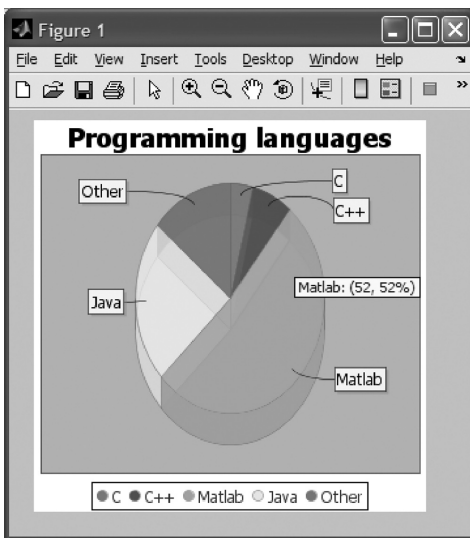 Figure 1
File Edit View Insert Tools Desktop Window Help
Programming languages
Other
C
C++
Java
Matlab: (52, 52%)
Matlab
C C++ Matlab Java Other